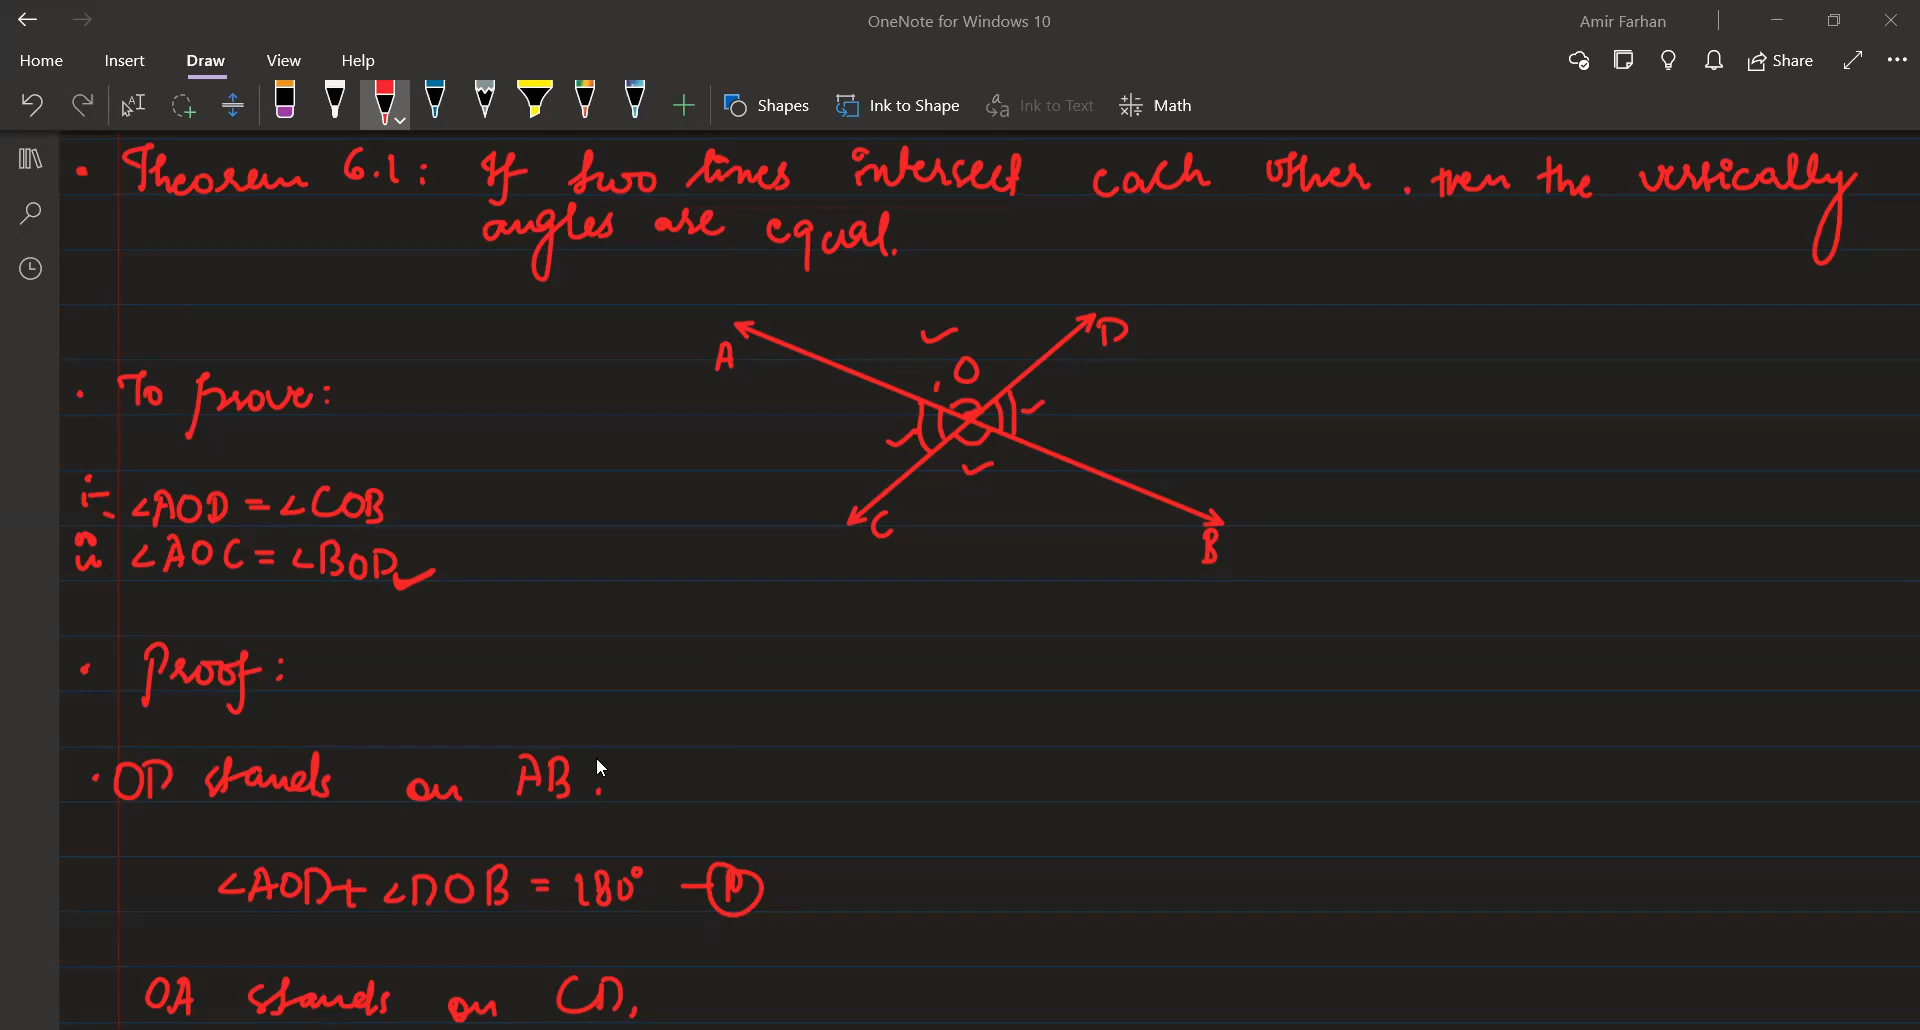 OneNote for Windows 10
Amir Farhan
Home Insert Draw View Help
Share
Shapes Ink to Shape Ink to Text Math
• Theorem 6.1: If two lines intersect each other. then the vertically
angles are equal.
A D
O
C B
• To prove:
i- ∠AOD = ∠COB
ii ∠AOC = ∠BOD
• Proof:
• OD stands on AB.
∠AOD + ∠DOB = 180° -
OA stands on CD,